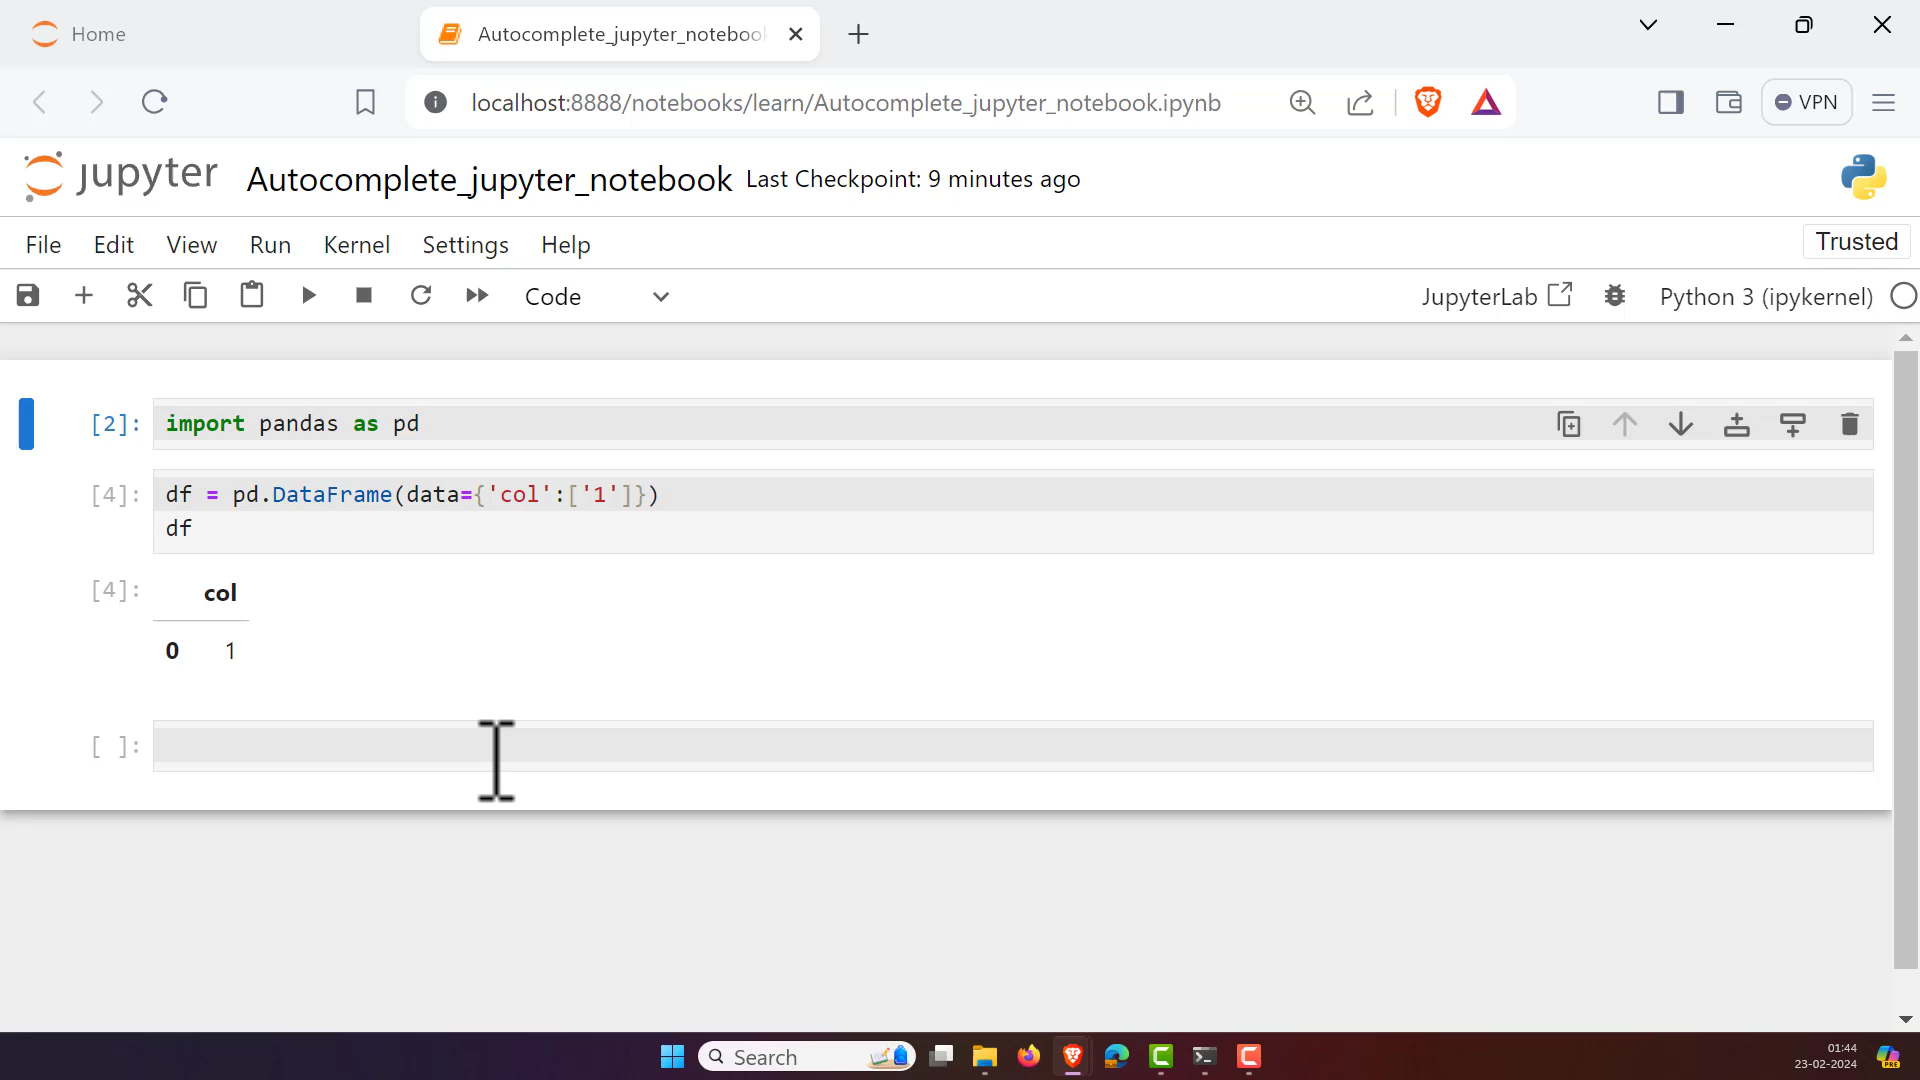 Home
Autocomplete_jupyter_noteboo
localhost:8888/notebooks/learn/Autocomplete_jupyter_notebook.ipynb
VPN
jupyter Autocomplete_jupyter_notebook Last Checkpoint: 9 minutes ago
File Edit View Run Kernel Settings Help
Trusted
Code
JupyterLab
Python 3 (ipykernel)
[2]: import pandas as pd
[4]: df = pd.DataFrame(data={'col':['1']})
df
[4]: col
0 1
[ ]:
Search
01:44
23-02-2024
PRE